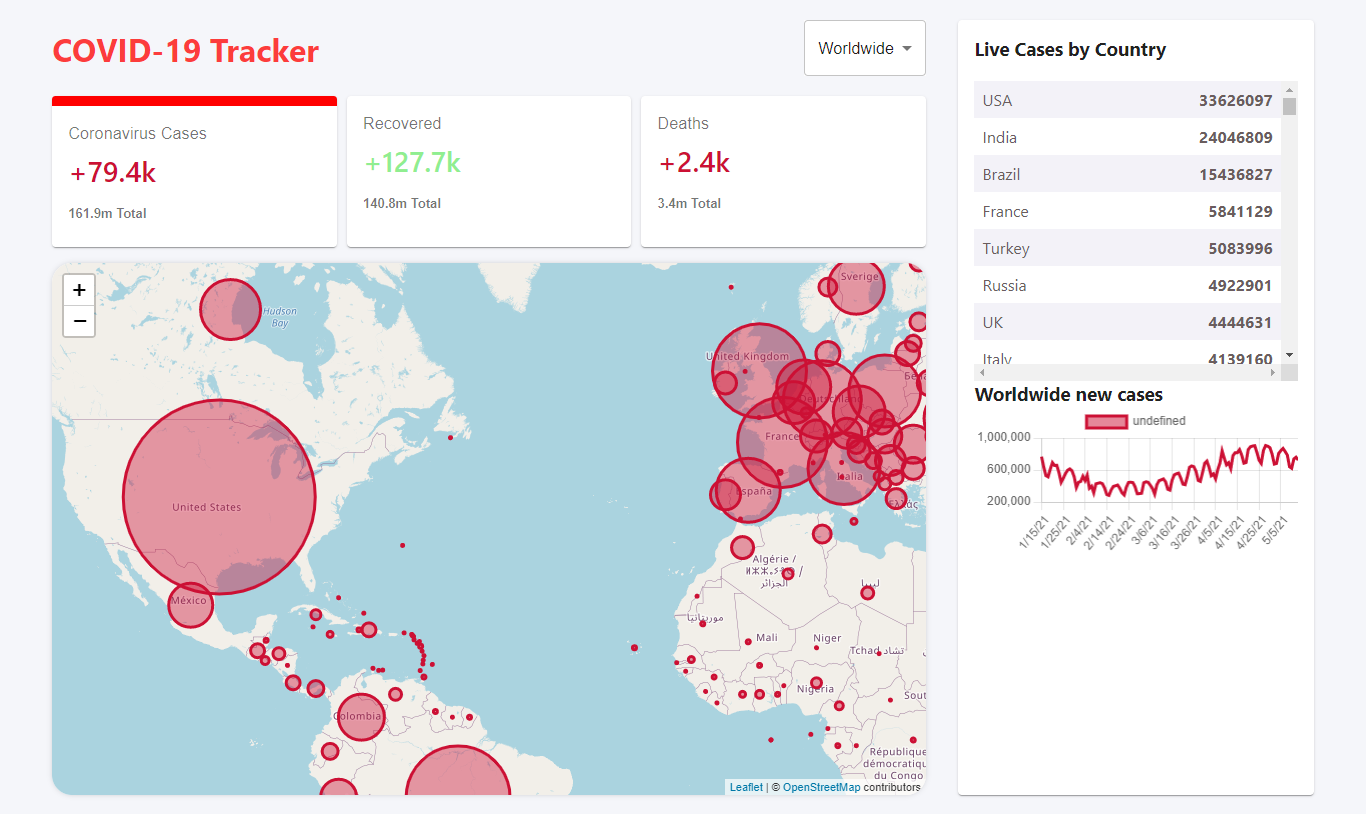 COVID-19 Tracker
Worldwide
Coronavirus Cases
+79.4k
161.9m Total
Recovered
+127.7k
140.8m Total
Deaths
+2.4k
3.4m Total
+
−
Hudson
Bay
Sverige
United Kingdom
Deutschland
France
Italia
España
United States
México
Algérie /
الجزائر
ليبيا
موريتانيا
Mali
Niger
Tchad تشاد
Nigeria
Sout
Colombia
République
démocratique
du Congo
Leaflet | © OpenStreetMap contributors
Live Cases by Country
USA 33626097
India 24046809
Brazil 15436827
France 5841129
Turkey 5083996
Russia 4922901
UK 4444631
Italy 4139160
Worldwide new cases
undefined
1,000,000
600,000
200,000
1/15/21
1/25/21
2/4/21
2/14/21
2/24/21
3/6/21
3/16/21
3/26/21
4/5/21
4/15/21
4/25/21
5/5/21